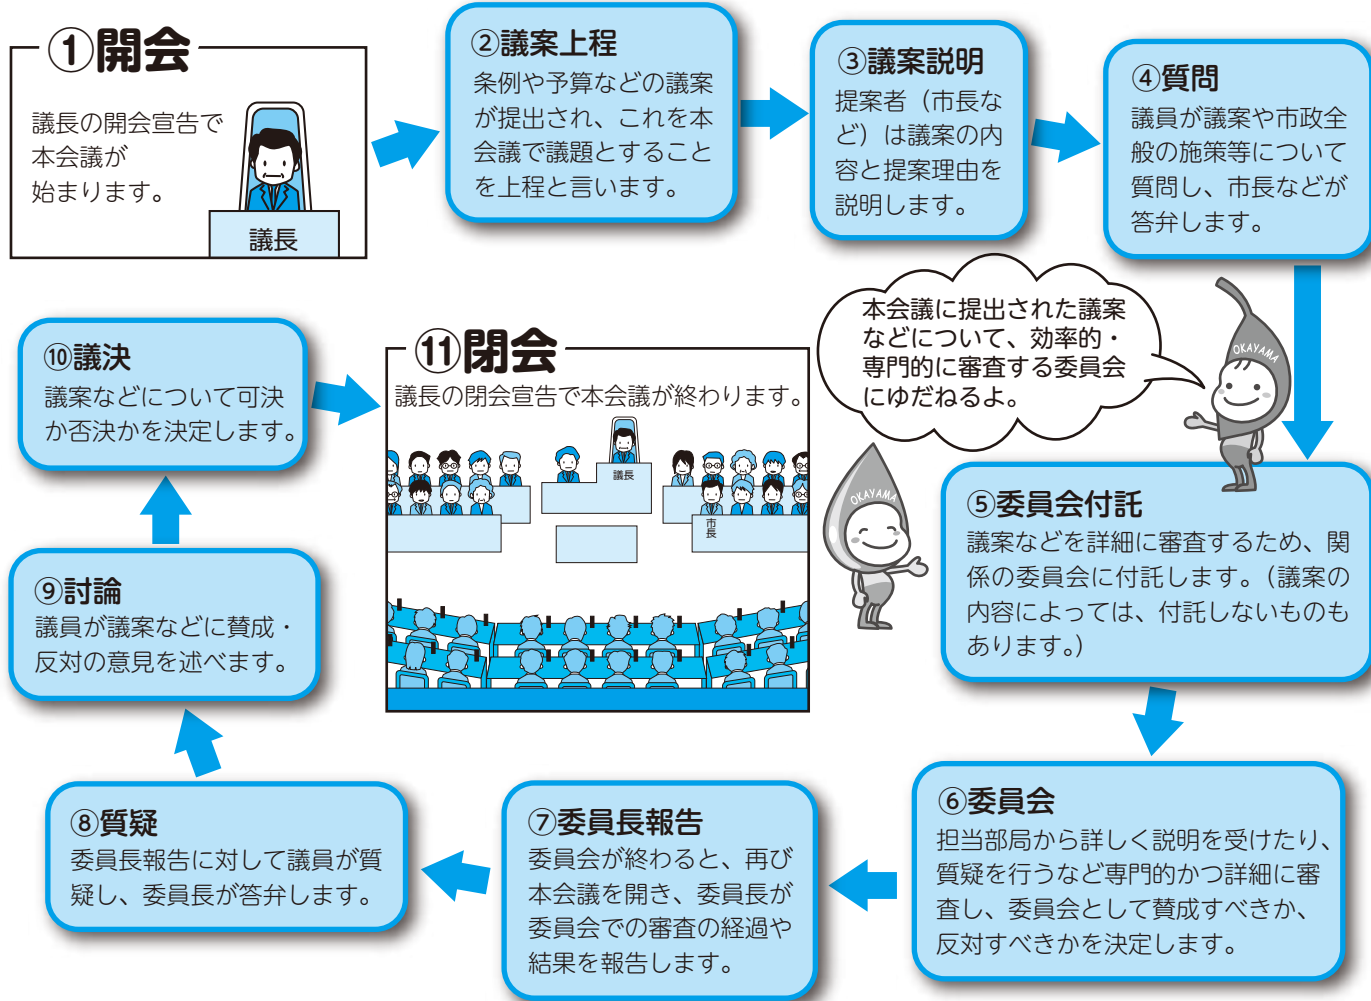 ①開会
議長の開会宣告で
本会議が
始まります。
議長
②議案上程
条例や予算などの議案
が提出され、これを本
会議で議題とすること
を上程と言います。
③議案説明
提案者（市長な
ど）は議案の内
容と提案理由を
説明します。
④質問
議員が議案や市政全
般の施策等について
質問し、市長などが
答弁します。
本会議に提出された議案
などについて、効率的・
専門的に審査する委員会
にゆだねるよ。
OKAYAMA
OKAYAMA
⑤委員会付託
議案などを詳細に審査するため、関
係の委員会に付託します。（議案の
内容によっては、付託しないものも
あります。）
⑥委員会
担当部局から詳しく説明を受けたり、
質疑を行うなど専門的かつ詳細に審
査し、委員会として賛成すべきか、
反対すべきかを決定します。
⑦委員長報告
委員会が終わると、再び
本会議を開き、委員長が
委員会での審査の経過や
結果を報告します。
⑧質疑
委員長報告に対して議員が質
疑し、委員長が答弁します。
⑨討論
議員が議案などに賛成・
反対の意見を述べます。
⑩議決
議案などについて可決
か否決かを決定します。
⑪閉会
議長の閉会宣告で本会議が終わります。
議長
市長